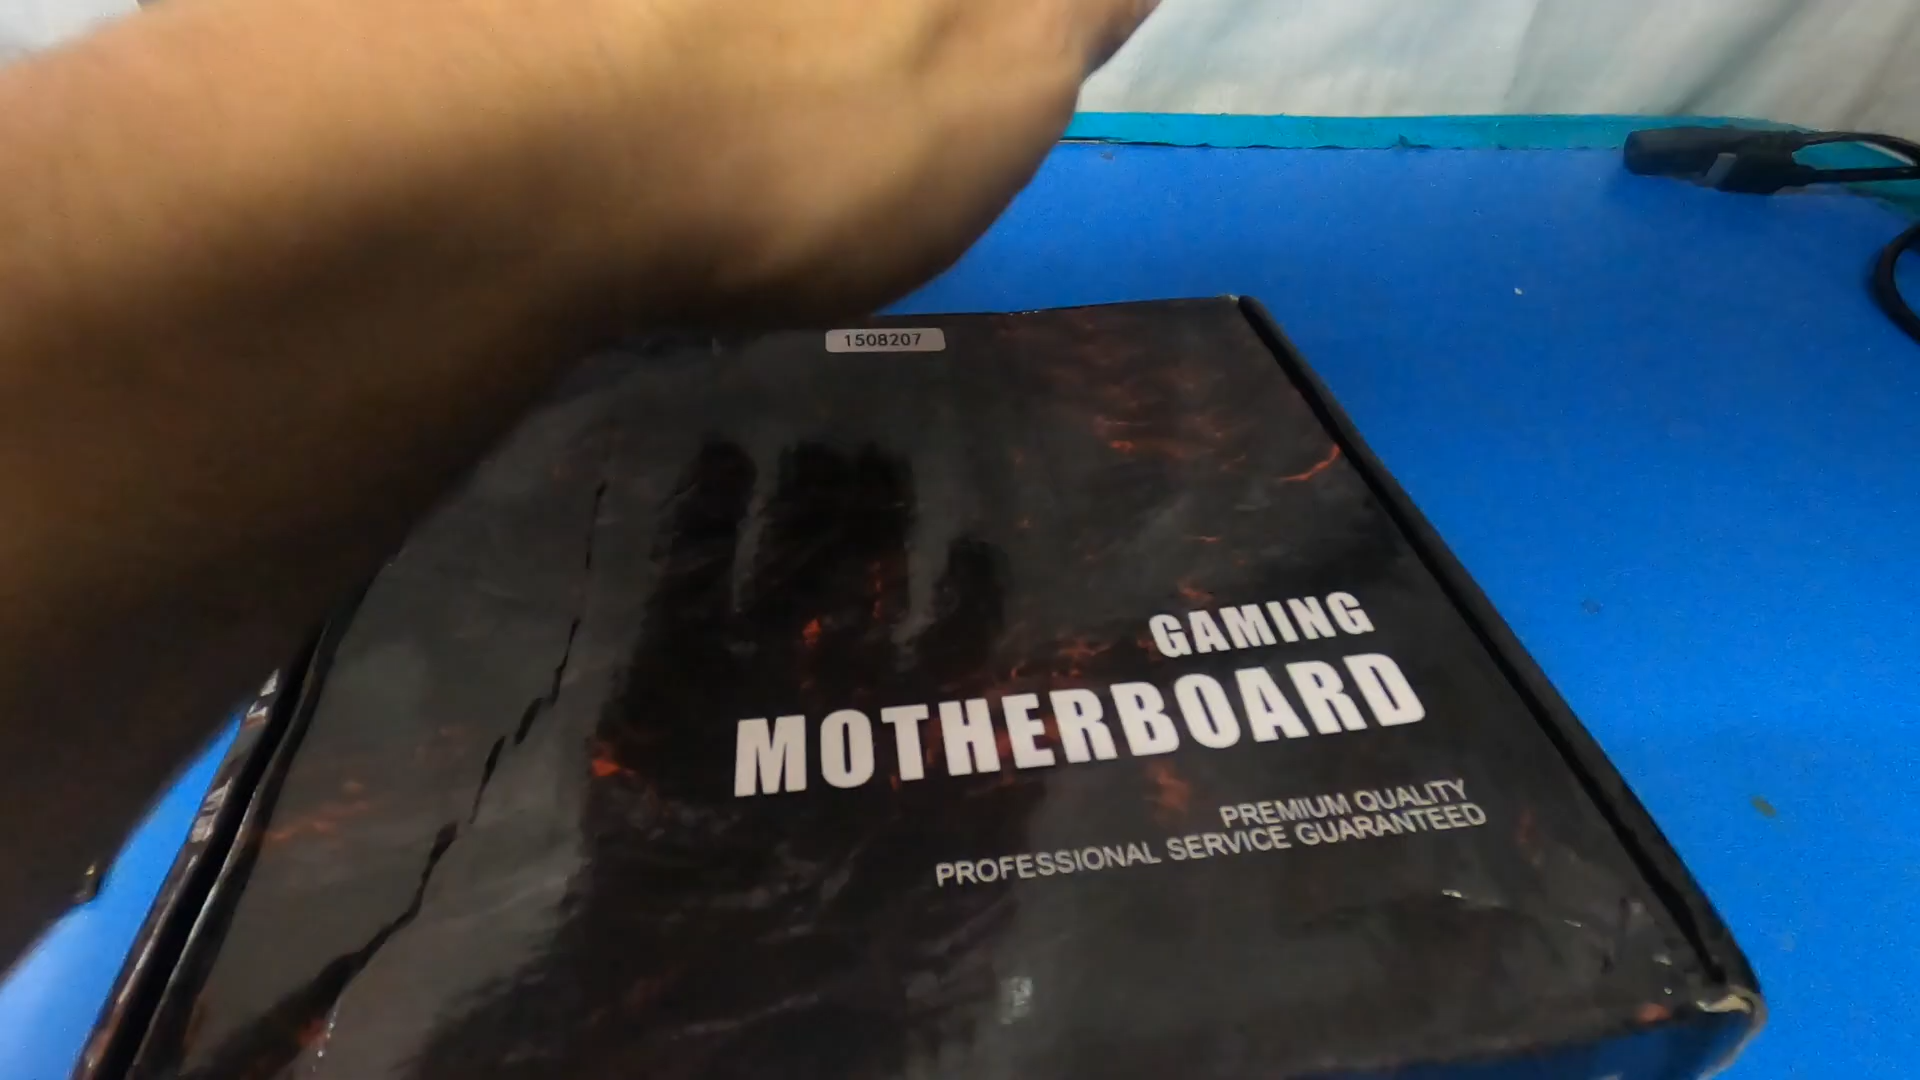 1508207
GAMING
MOTHERBOARD
PREMIUM QUALITY
PROFESSIONAL SERVICE GUARANTEED